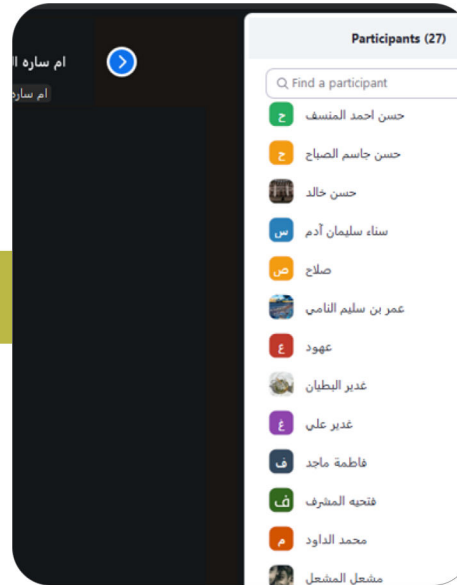 Participants (27)
ام ساره ا
ام ساره
Find a participant
ح حسن احمد المنسف
ح حسن جاسم الصباح
حسن خالد
س سناء سليمان آدم
ص صلاح
عمر بن سليم النامي
ع عهود
غدير البطيان
غ غدير علي
ف فاطمة ماجد
ف فتحيه المشرف
م محمد الداود
مشعل المشعل